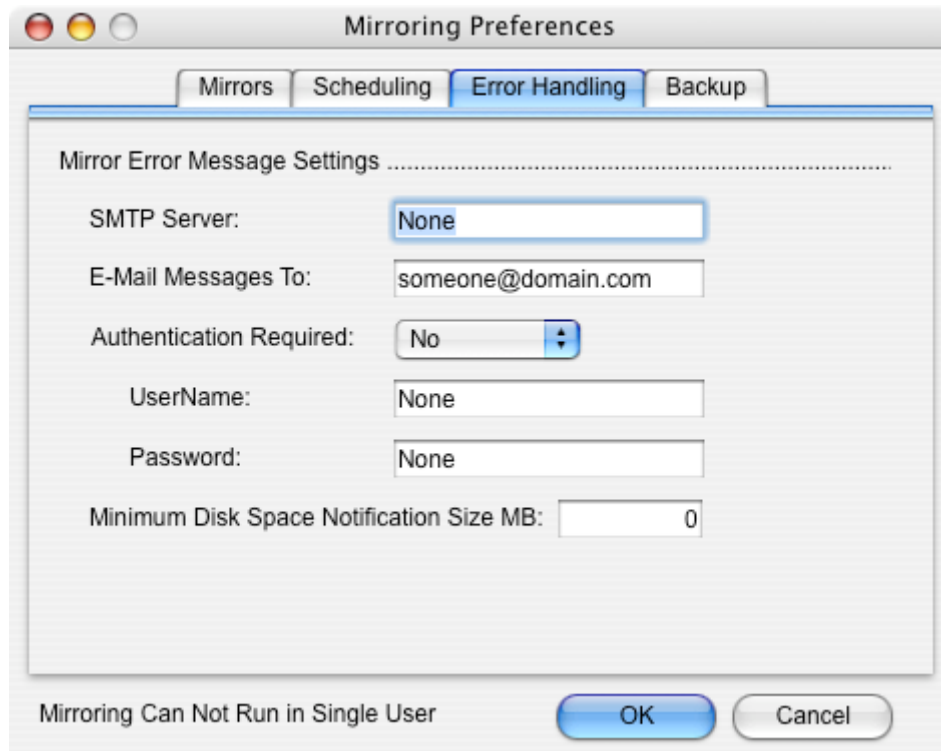 Mirroring Preferences
Mirrors Scheduling Error Handling Backup
Mirror Error Message Settings
SMTP Server: None
E-Mail Messages To: someone@domain.com
Authentication Required: No
UserName: None
Password: None
Minimum Disk Space Notification Size MB: 0
Mirroring Can Not Run in Single User OK Cancel